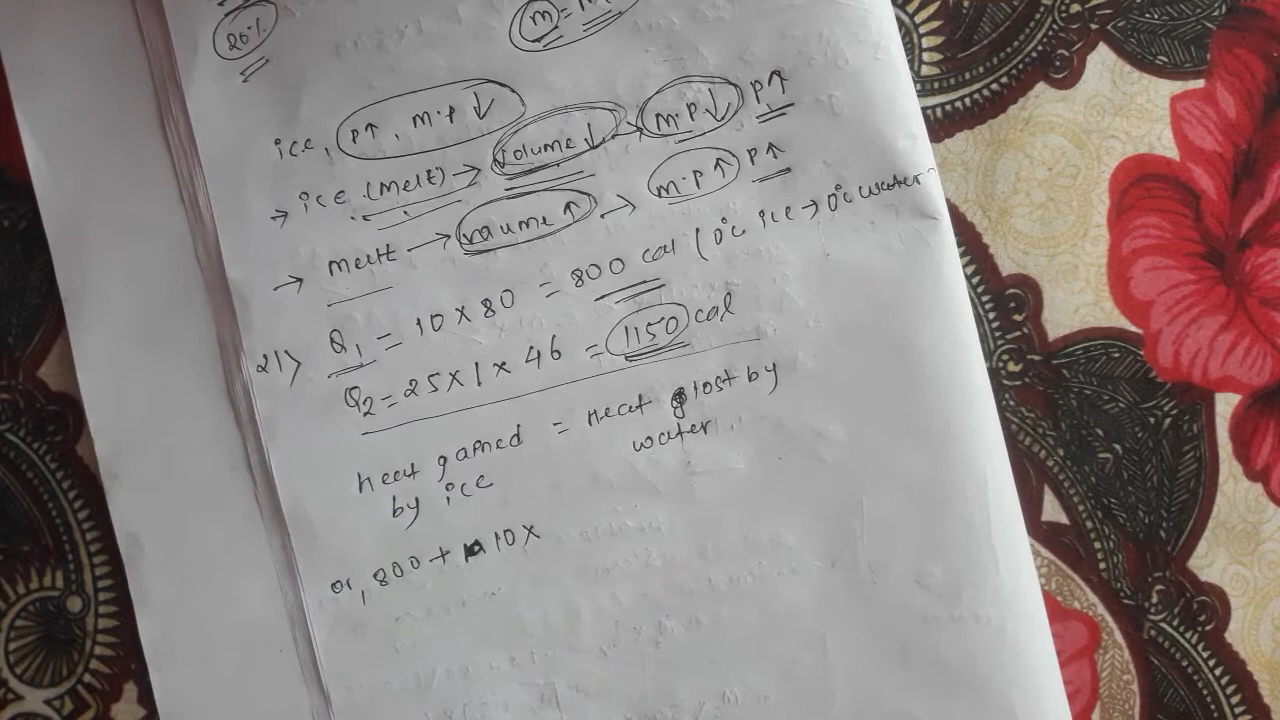 20%
m =
ice, P↑, m.p↓
→ ice (melt) → volume↓ → m.p↓ P↑
→ melt → volume↑ → m.p↑ P↑
21) Q₁ = 10 × 80 = 800 cal (0°c ice → 0°c water
Q₂ = 25 × 1 × 46 = 1150 cal
heat gained = Heat lost by
by ice water.
or, 800 + 10×